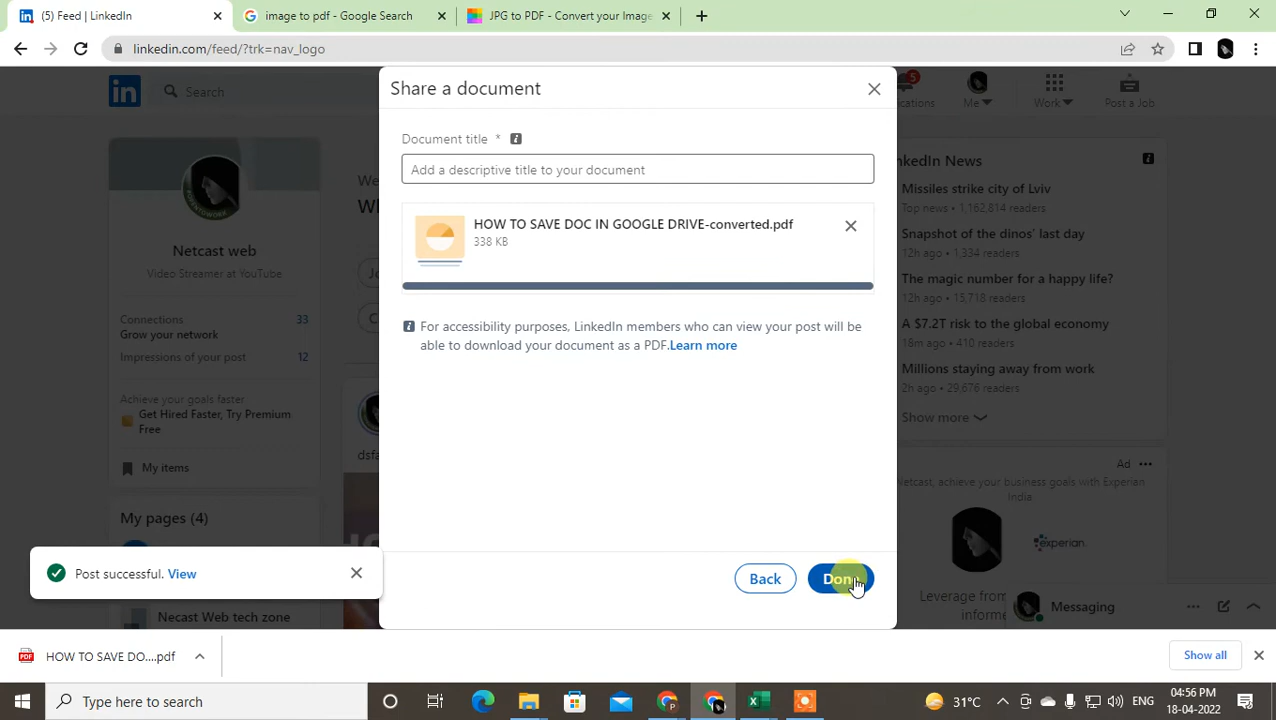 (5) Feed | LinkedIn
image to pdf - Google Search
JPG to PDF - Convert your Image
linkedin.com/feed/?trk=nav_logo
Share a document
in
Search
5
Me
Work
Post a Job
Document title *
Add a descriptive title to your document
HOW TO SAVE DOC IN GOOGLE DRIVE-converted.pdf
338 KB
For accessibility purposes, LinkedIn members who can view your post will be
able to download your document as a PDF.Learn more
Back
Netcast web
Video Streamer at YouTube
Connections
33
Grow your network
Impressions of your post
12
Achieve your goals faster
Get Hired Faster, Try Premium
Free
My items
My pages (4)
Post successful. View
Netcast Web tech zone
LinkedIn News
Missiles strike city of Lviv
Top news • 1,162,814 readers
Snapshot of the dinos' last day
12h ago • 1,334 readers
The magic number for a happy life?
12h ago • 15,718 readers
A $7.2T risk to the global economy
18m ago • 410 readers
Millions staying away from work
2h ago • 29,676 readers
Show more
Ad
Netcast, achieve your business goals with Experian
India.
experian
Leverage from
Messaging
HOW TO SAVE DO....pdf
Show all
Type here to search
31°C
ENG
04:56 PM
18-04-2022